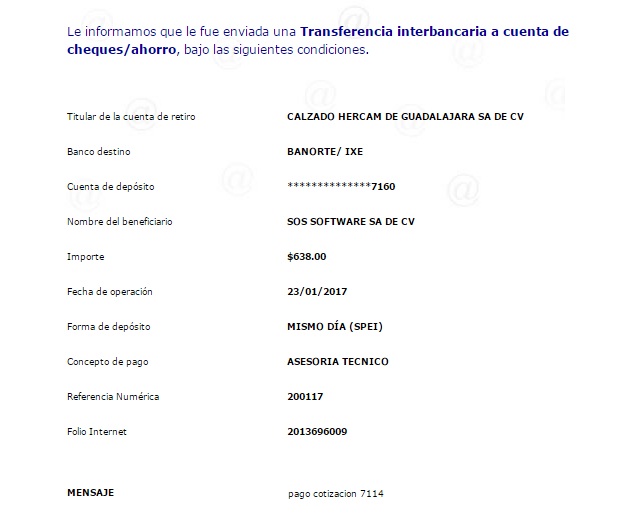 Le informamos que le fue enviada una Transferencia interbancaria a cuenta de
cheques/ahorro, bajo las siguientes condiciones.
Titular de la cuenta de retiro CALZADO HERCAM DE GUADALAJARA SA DE CV
Banco destino BANORTE/ IXE
Cuenta de depósito **************7160
Nombre del beneficiario SOS SOFTWARE SA DE CV
Importe $638.00
Fecha de operación 23/01/2017
Forma de depósito MISMO DÍA (SPEI)
Concepto de pago ASESORIA TECNICO
Referencia Numérica 200117
Folio Internet 2013696009
MENSAJE pago cotizacion 7114